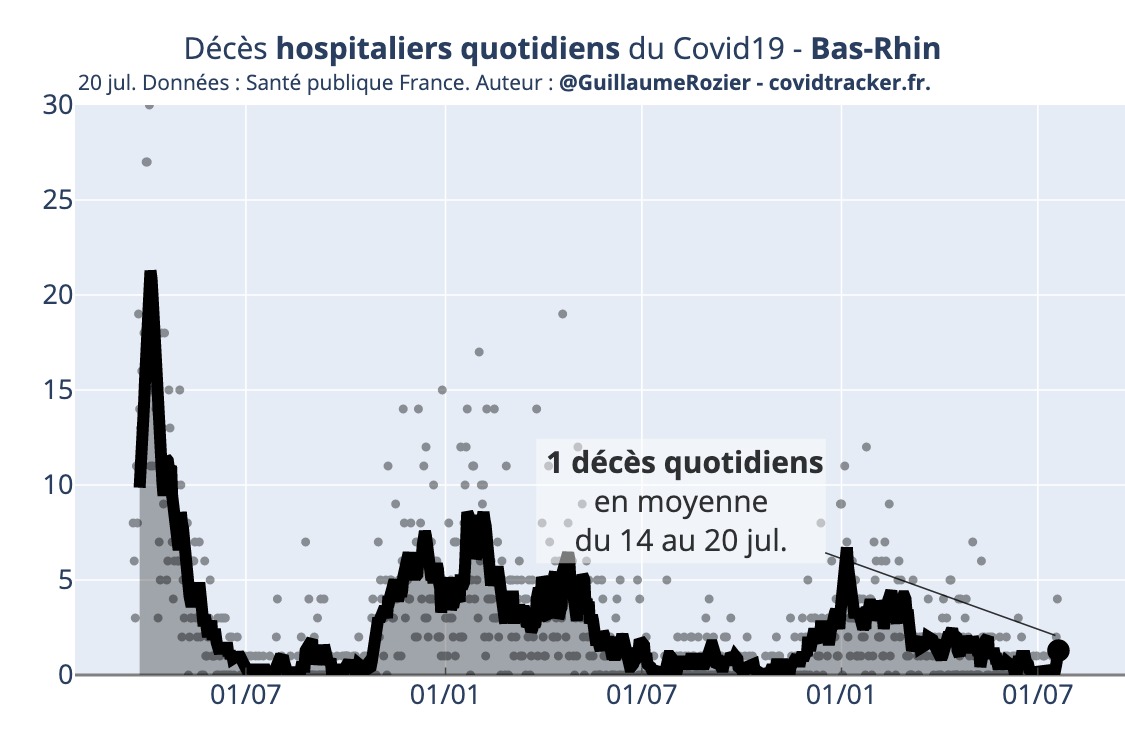 Décès hospitaliers quotidiens du Covid19 - Bas-Rhin
20 jul. Données : Santé publique France. Auteur : @GuillaumeRozier - covidtracker.fr.
30
25
20
15
10
5
0
1 décès quotidiens
en moyenne
du 14 au 20 jul.
01/07 01/01 01/07 01/01 01/07